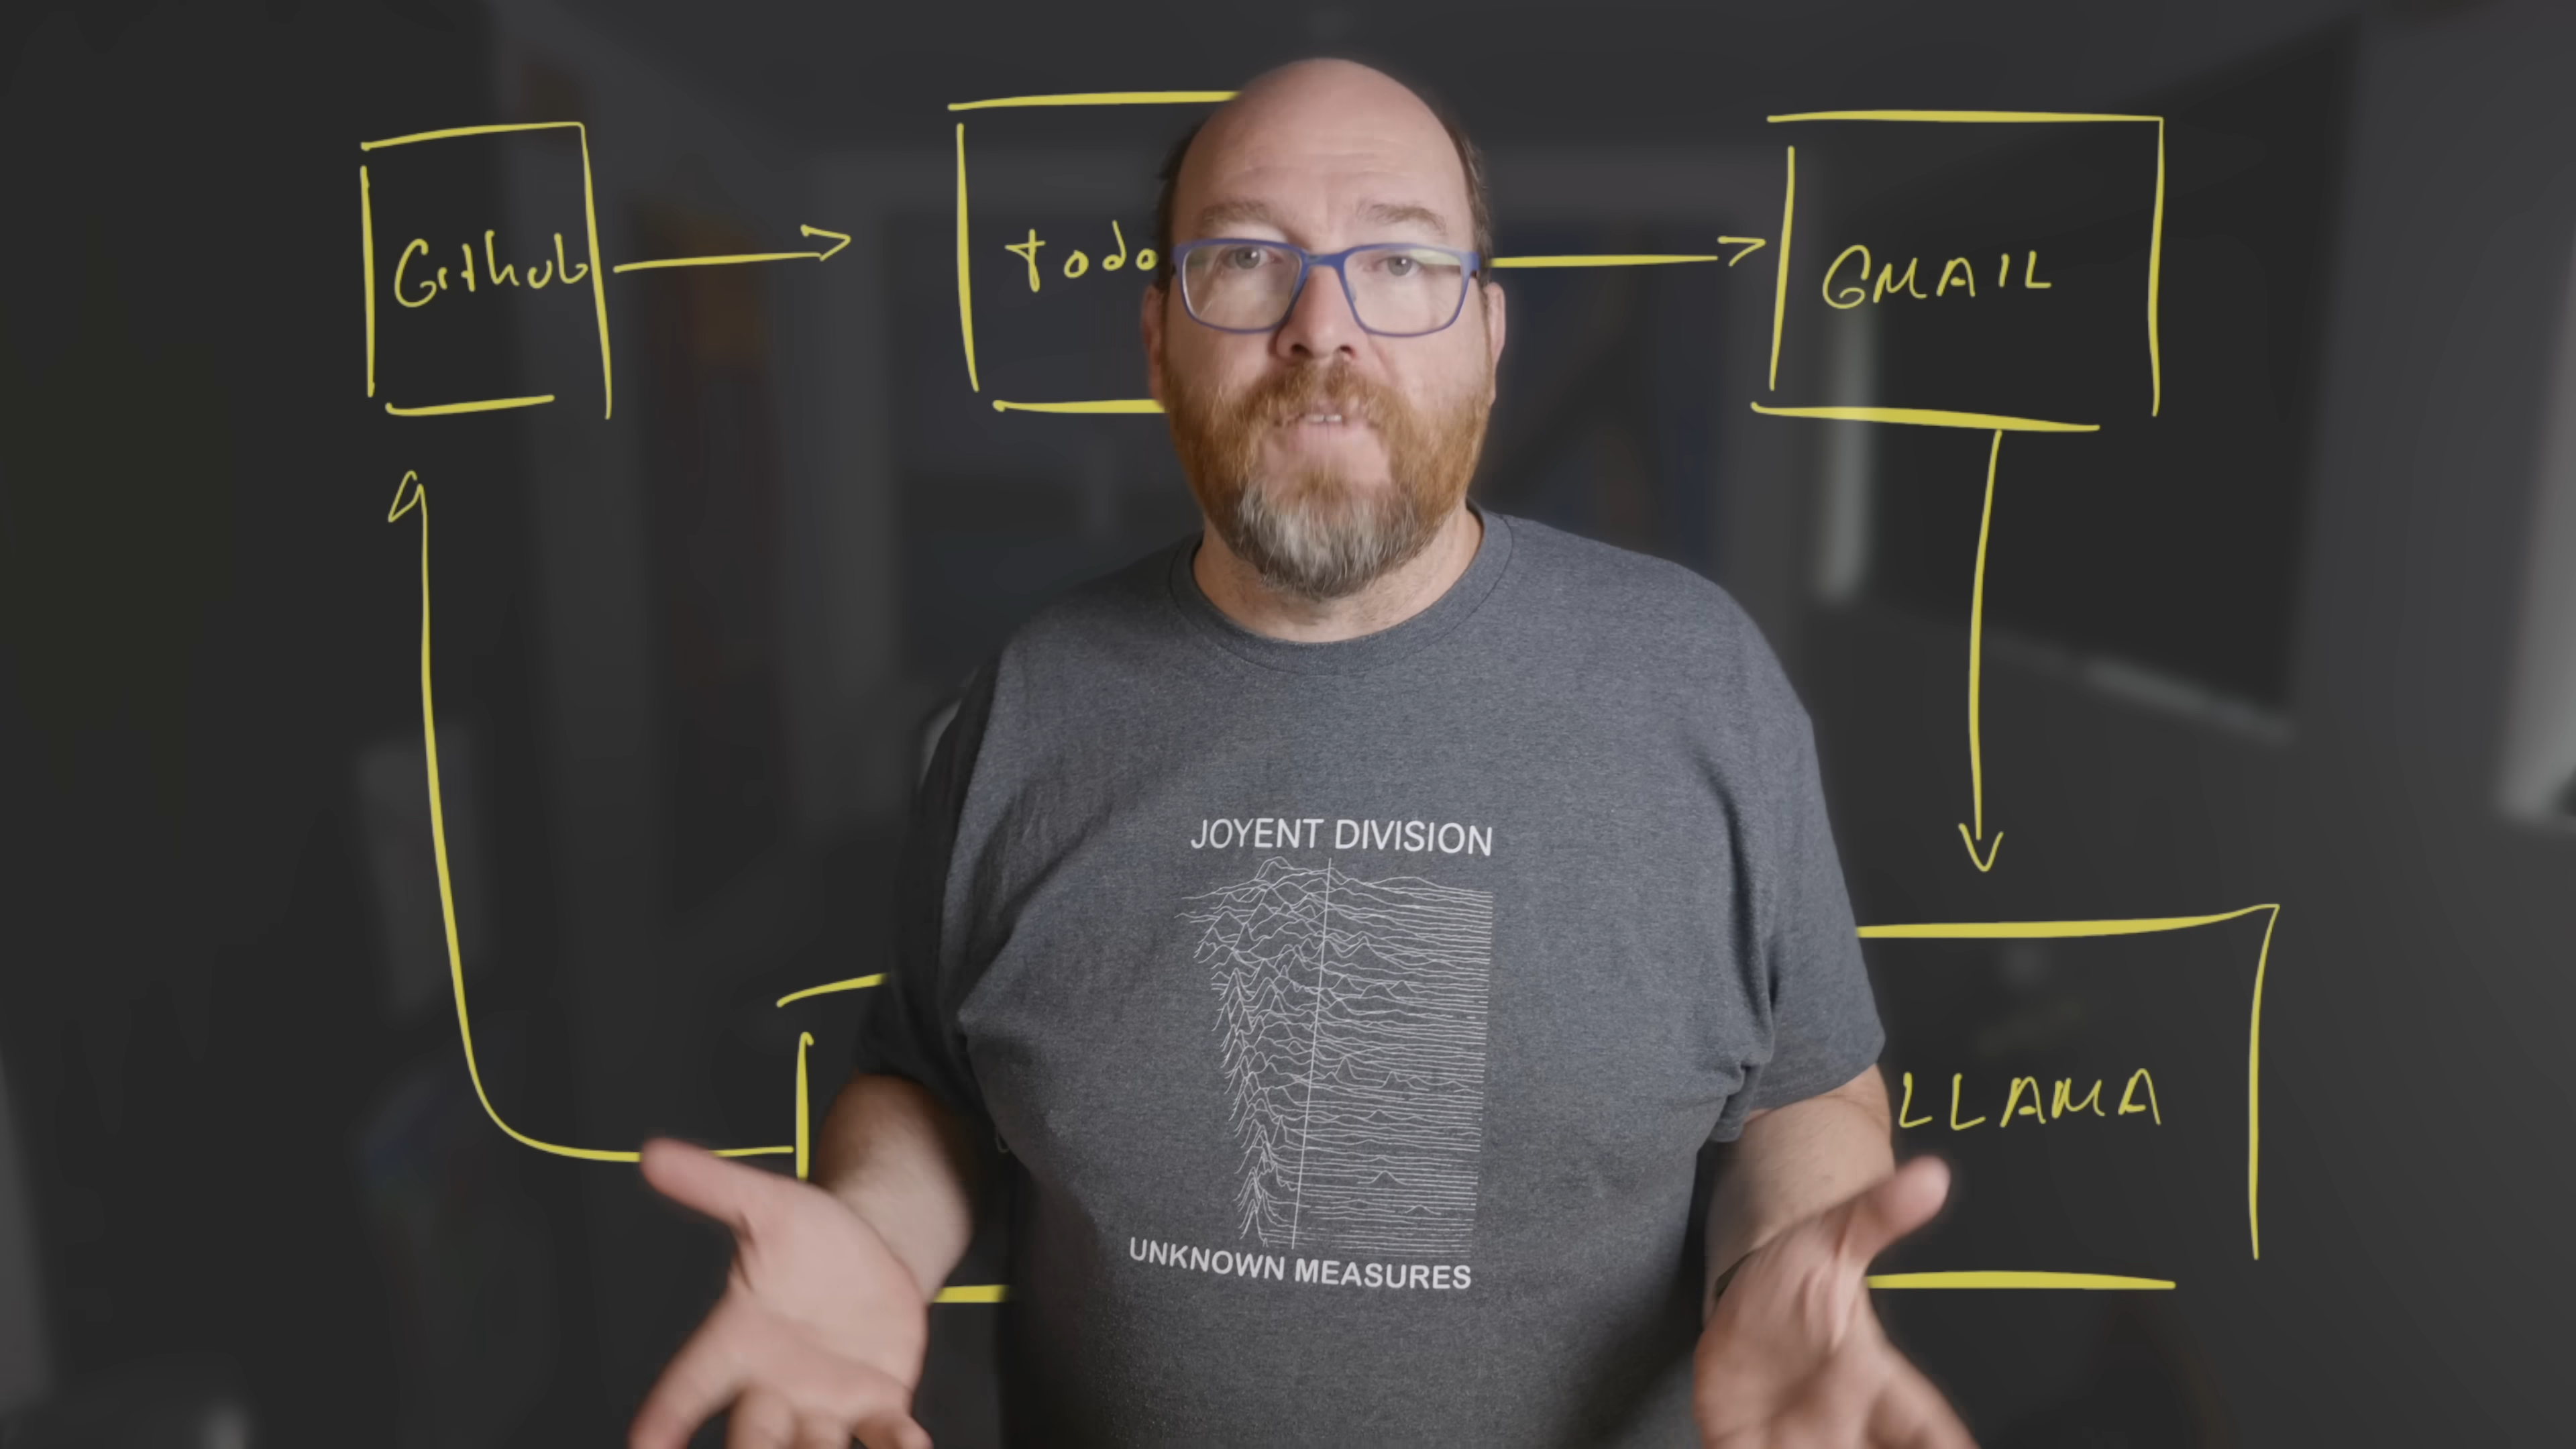 Github
todo
GMAIL
JOYENT DIVISION
LLAMA
UNKNOWN MEASURES